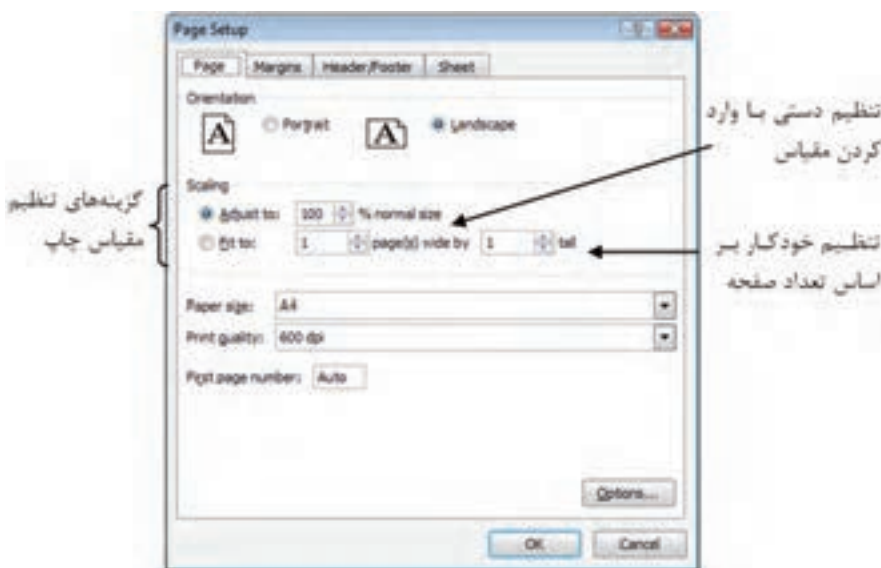 Page Setup
Page Margins Header/Footer Sheet
Orientation
A Portrait A Landscape
Scaling
Adjust to: 100 % normal size
Fit to: 1 page(s) wide by 1 tall
Paper size: A4
Print quality: 600 dpi
First page number: Auto
Options...
OK Cancel
تنظیم دستی با وارد
کردن مقیاس
تنظیم خودکار بر
اساس تعداد صفحه
گزینه‌های تنظیم
مقیاس چاپ